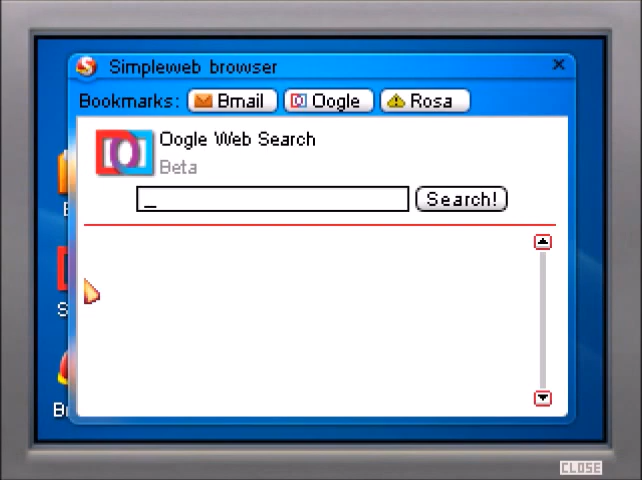 Simpleweb browser
Bookmarks: Bmail Oogle Rosa
Oogle Web Search
Beta
Search!
CLOSE